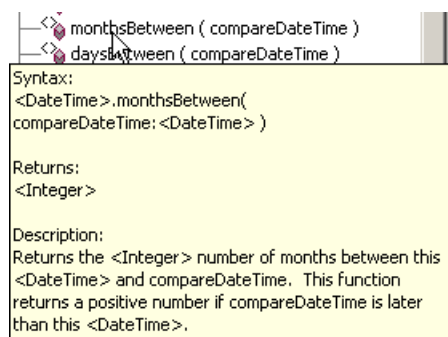 monthsBetween ( compareDateTime )
daysBetween ( compareDateTime )
Syntax:
<DateTime>.monthsBetween(
compareDateTime:<DateTime> )
Returns:
<Integer>
Description:
Returns the <Integer> number of months between this
<DateTime> and compareDateTime.  This function
returns a positive number if compareDateTime is later
than this <DateTime>.